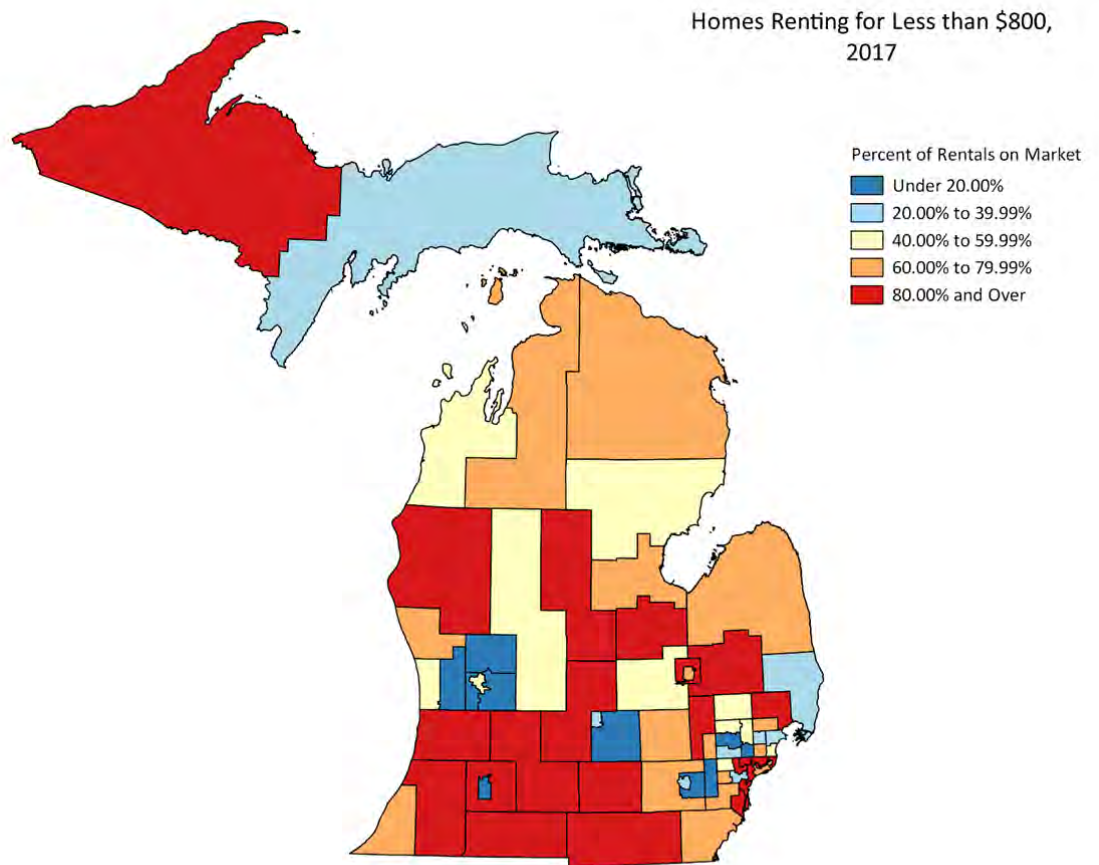 Homes Renting for Less than $800,
2017
Percent of Rentals on Market
Under 20.00%
20.00% to 39.99%
40.00% to 59.99%
60.00% to 79.99%
80.00% and Over